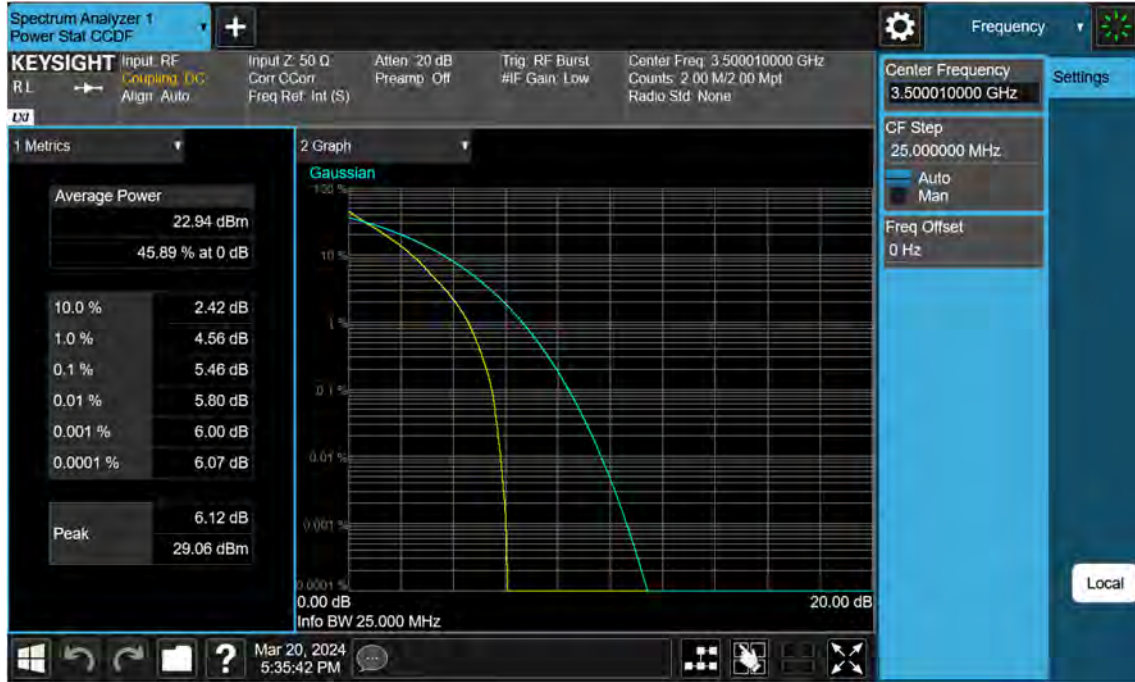 Spectrum Analyzer 1
Power Stat CCDF
Frequency
KEYSIGHT
RL
LXI
Input: RF
Coupling: DC
Align: Auto
Input Z: 50 Ω
Corr CCorr
Freq Ref: Int (S)
Atten: 20 dB
Preamp: Off
Trig: RF Burst
#IF Gain: Low
Center Freq: 3.500010000 GHz
Counts: 2.00 M/2.00 Mpt
Radio Std: None
Center Frequency
3.500010000 GHz
Settings
CF Step
25.000000 MHz
Auto
Man
Freq Offset
0 Hz
Local
1 Metrics
Average Power
22.94 dBm
45.89 % at 0 dB
10.0 % 2.42 dB
1.0 % 4.56 dB
0.1 % 5.46 dB
0.01 % 5.80 dB
0.001 % 6.00 dB
0.0001 % 6.07 dB
Peak
6.12 dB
29.06 dBm
2 Graph
Gaussian
100 %
10 %
1 %
0.1 %
0.01 %
0.001 %
0.0001 %
0.00 dB 20.00 dB
Info BW 25.000 MHz
?
Mar 20, 2024
5:35:42 PM